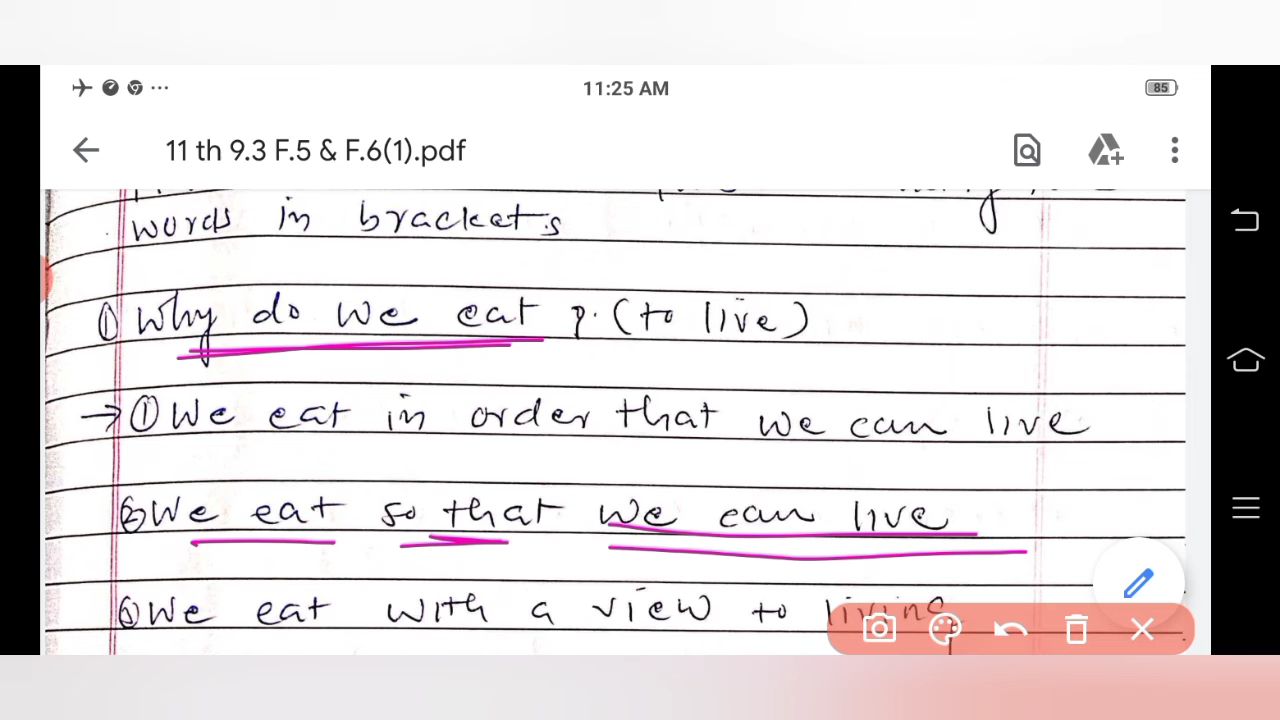 11:25 AM
85
11 th 9.3 F.5 & F.6(1).pdf
words in brackets
① Why do we eat ?. (to live)
→ ① We eat in order that we can live
② We eat so that we can live
③ We eat with a view to living